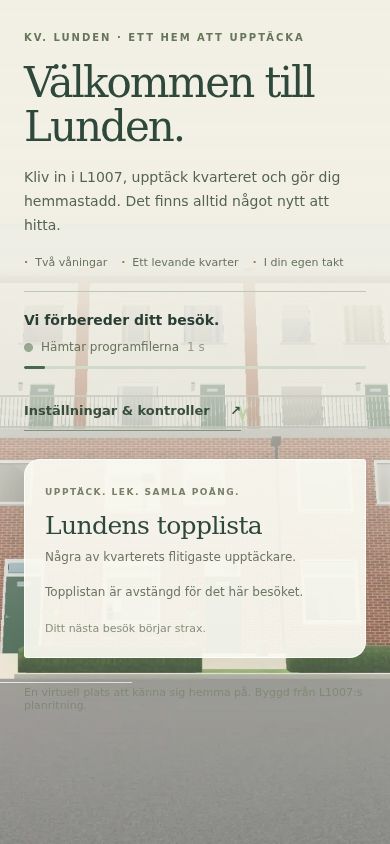 KV. LUNDEN · ETT HEM ATT UPPTÄCKA
Välkommen till
Lunden.
Kliv in i L1007, upptäck kvarteret och gör dig
hemmastadd. Det finns alltid något nytt att
hitta.
· Två våningar · Ett levande kvarter · I din egen takt
Vi förbereder ditt besök.
Hämtar programfilerna 1 s
Inställningar & kontroller ↗
UPPTÄCK. LEK. SAMLA POÄNG.
Lundens topplista
Några av kvarterets flitigaste upptäckare.
Topplistan är avstängd för det här besöket.
Ditt nästa besök börjar strax.
En virtuell plats att känna sig hemma på. Byggd från L1007:s
planritning.